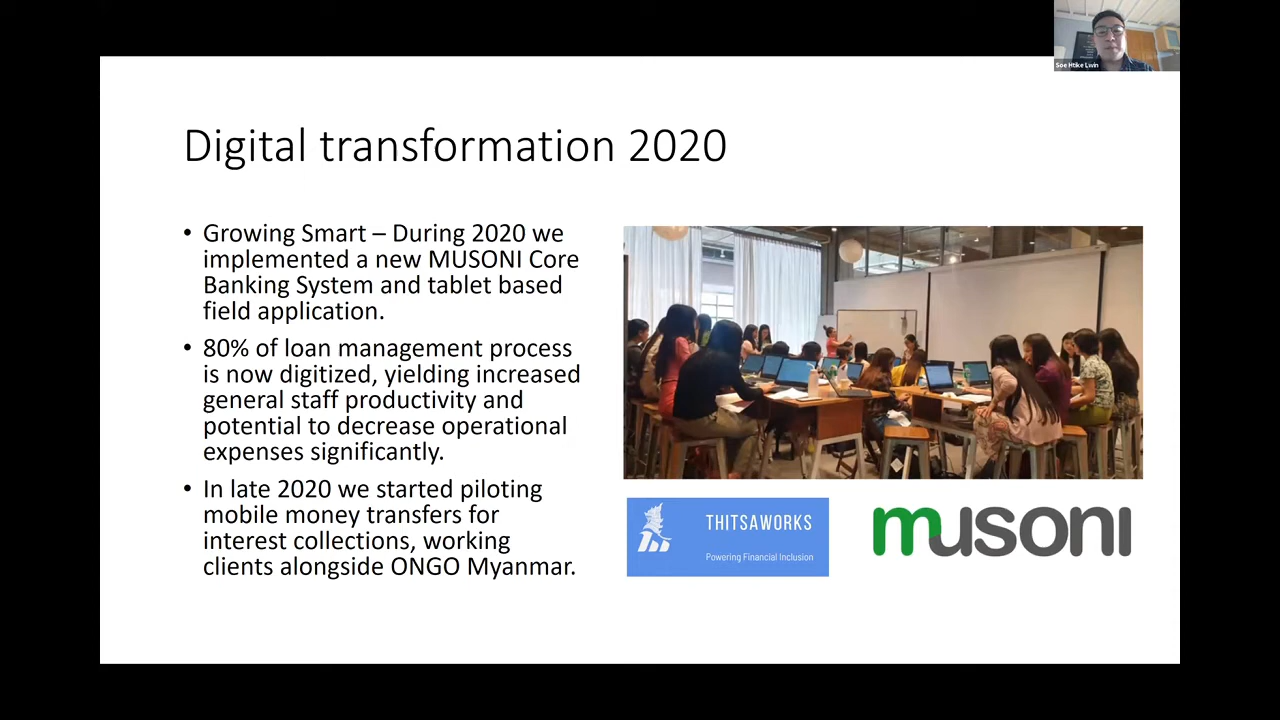 Soe Htike Lwin
Digital transformation 2020
• Growing Smart – During 2020 we
implemented a new MUSONI Core
Banking System and tablet based
field application.
• 80% of loan management process
is now digitized, yielding increased
general staff productivity and
potential to decrease operational
expenses significantly.
• In late 2020 we started piloting
mobile money transfers for
interest collections, working
clients alongside ONGO Myanmar.
THITSAWORKS
Powering Financial Inclusion
musoni